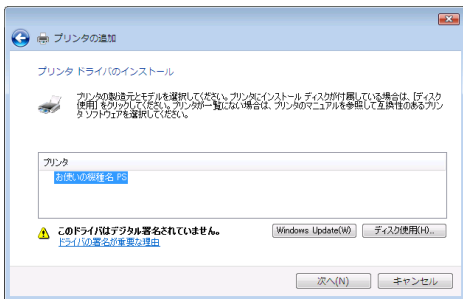 プリンタの追加
プリンタ ドライバのインストール
プリンタの製造元とモデルを選択してください。プリンタにインストール ディスクが付属している場合は、[ディスク
使用] をクリックしてください。プリンタが一覧にない場合は、プリンタのマニュアルを参照して互換性のあるプリン
タ ソフトウェアを選択してください。
プリンタ
お使いの機種名 PS
このドライバはデジタル署名されていません。
ドライバの署名が重要な理由
Windows Update(W)
ディスク使用(H)...
次へ(N)
キャンセル